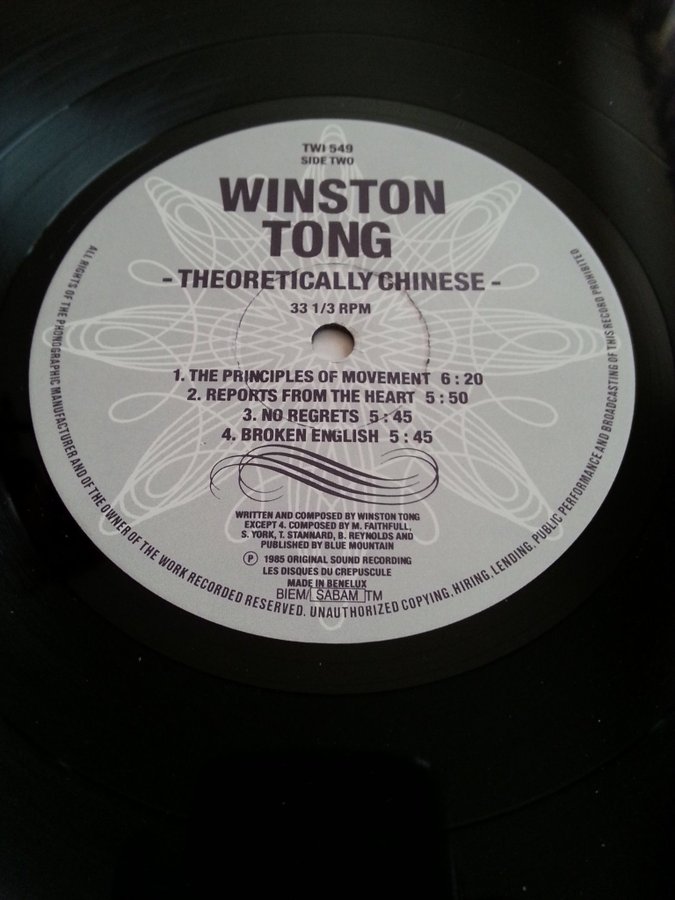 TWI 549
SIDE TWO
WINSTON
TONG
- THEORETICALLY CHINESE -
33 1/3 RPM
1. THE PRINCIPLES OF MOVEMENT 6 : 20
2. REPORTS FROM THE HEART 5 : 50
3. NO REGRETS 5 : 45
4. BROKEN ENGLISH 5 : 45
WRITTEN AND COMPOSED BY WINSTON TONG
EXCEPT 4. COMPOSED BY M. FAITHFULL,
S. YORK, T. STANNARD, B. REYNOLDS AND
PUBLISHED BY BLUE MOUNTAIN
Ⓟ 1985 ORIGINAL SOUND RECORDING
LES DISQUES DU CREPUSCULE
MADE IN BENELUX
BIEM/ SABAM TM
ALL RIGHTS OF THE PHONOGRAPHIC MANUFACTURER AND OF THE OWNER OF THE WORK RECORDED RESERVED. UNAUTHORIZED COPYING, HIRING, LENDING, PUBLIC PERFORMANCE AND BROADCASTING OF THIS RECORD PROHIBITED